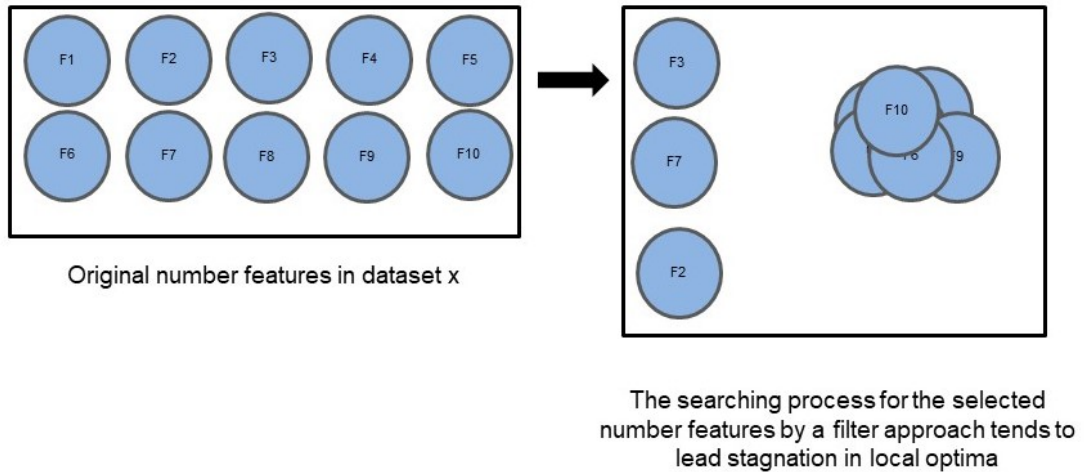 F1 F2 F3 F4 F5
F6 F7 F8 F9 F10
Original number features in dataset x
F3
F10
F7
F2
The searching process for the selected
number features by a filter approach tends to
lead stagnation in local optima